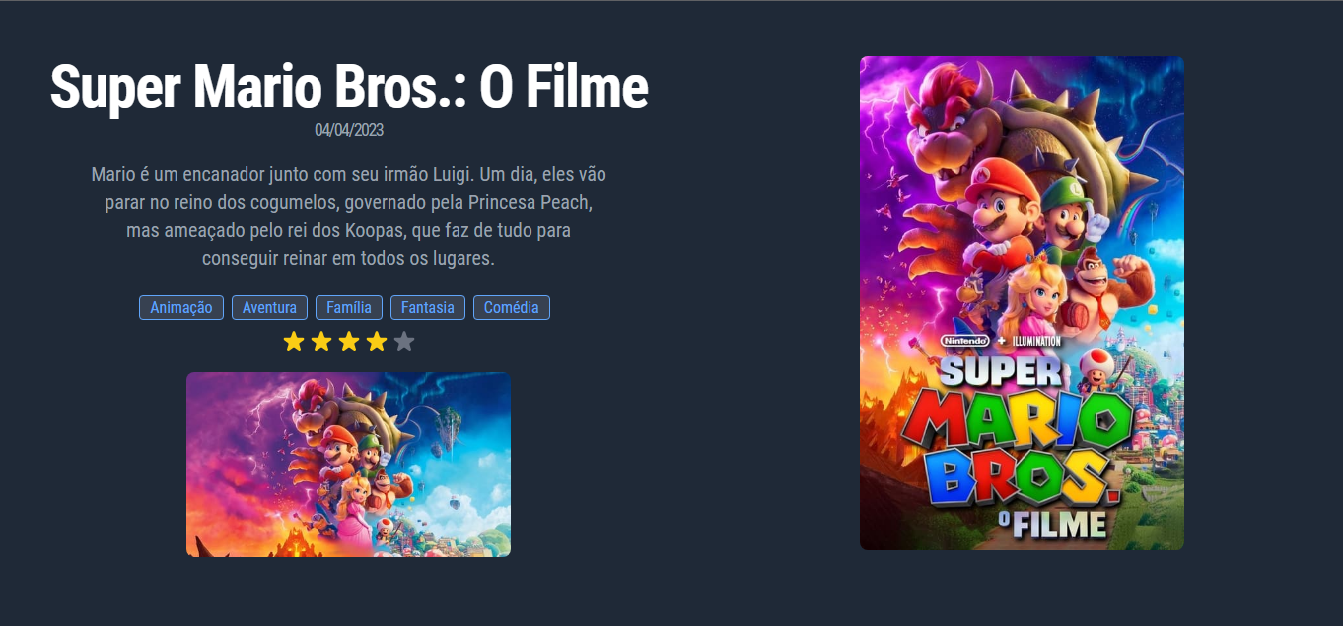 Super Mario Bros.: O Filme
04/04/2023
Mario é um encanador junto com seu irmão Luigi. Um dia, eles vão
parar no reino dos cogumelos, governado pela Princesa Peach,
mas ameaçado pelo rei dos Koopas, que faz de tudo para
conseguir reinar em todos os lugares.
Animação Aventura Família Fantasia Comédia
Nintendo + ILLUMINATION
SUPER
MARIO
BROS.
O FILME